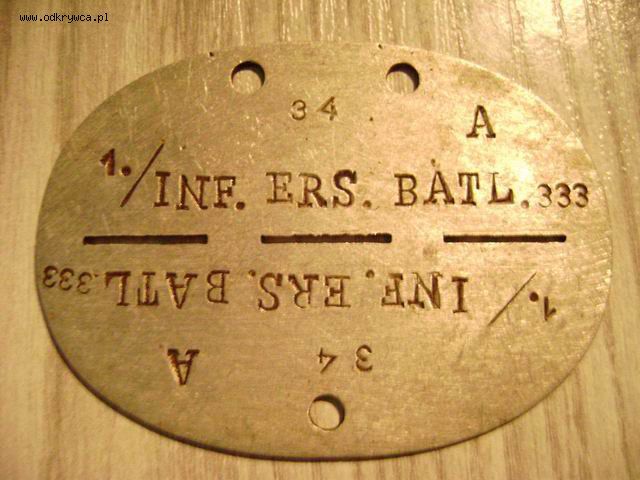 www.odkrywca.pl
34
A
1./INF. ERS. BATL.333
1./INF. ERS. BATL.333
34
A